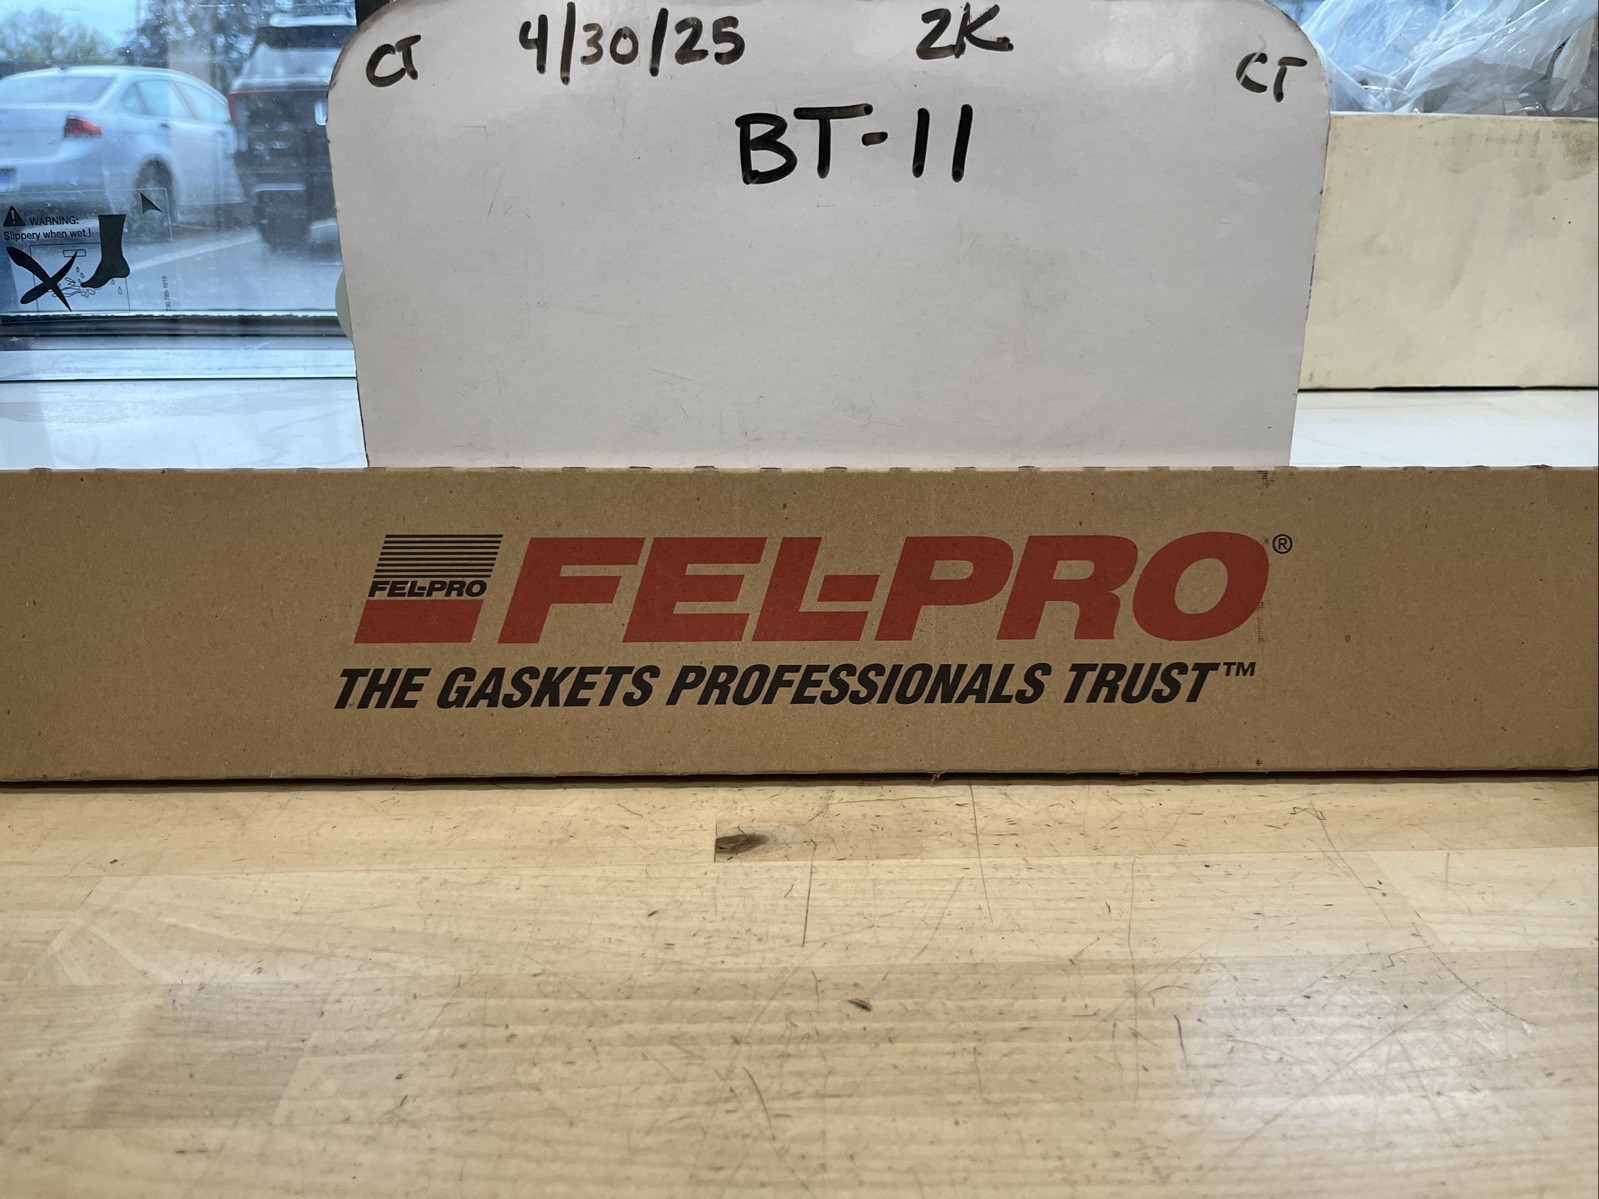 CT 4/30/25 2K CT
BT-11
WARNING:
Slippery when wet!
FEL-PRO
FEL-PRO®
THE GASKETS PROFESSIONALS TRUST™